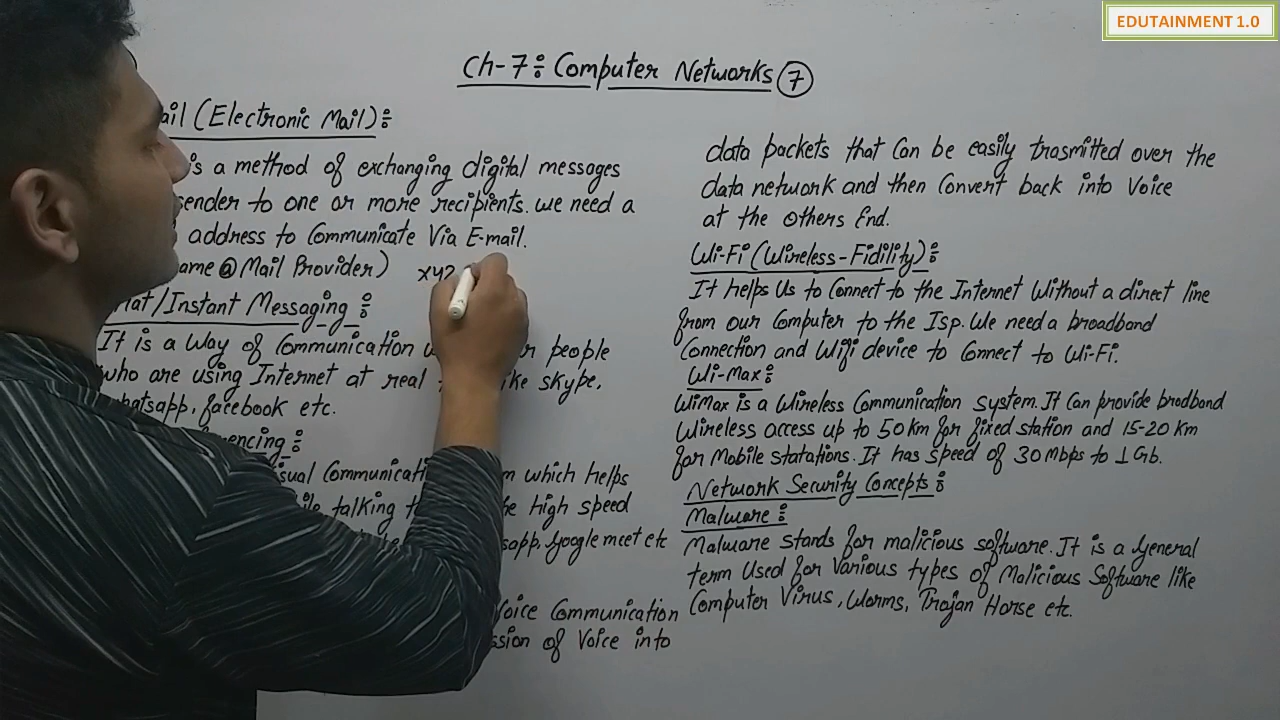 EDUTAINMENT 1.0
Ch-7: Computer Networks 7
ail (Electronic Mail):
is a method of exchanging digital messages
sender to one or more recipients. we need a
address to Communicate Via E-mail.
ame @ Mail Provider) xyz
hat/Instant Messaging:
It is a way of Communication people
who are using Internet at real like skype,
whatsapp, facebook etc.
encing:
sual Communicati which helps
talking high speed
sapp, Google meet etc
Voice Communication
ssion of Voice into
data packets that Can be easily trasmitted over the
data network and then Convert back into Voice
at the others End.
Wi-Fi (Wireless-Fidility):
It helps Us to Connect to the Internet Without a direct line
from our Computer to the Isp. We need a broadband
Connection and Wifi device to Connect to Wi-Fi.
Wi-Max:
WiMax is a Wireless Communication system. It Can provide brodband
Wireless access up to 50 Km for fixed station and 15-20 Km
for Mobile statations. It has speed of 30 Mbps to 1 Gb.
Network Security Concepts:
Malware:
Malware stands for malicious software. It is a General
term Used for Various types of Malicious Software like
Computer Virus, Worms, Trojan Horse etc.